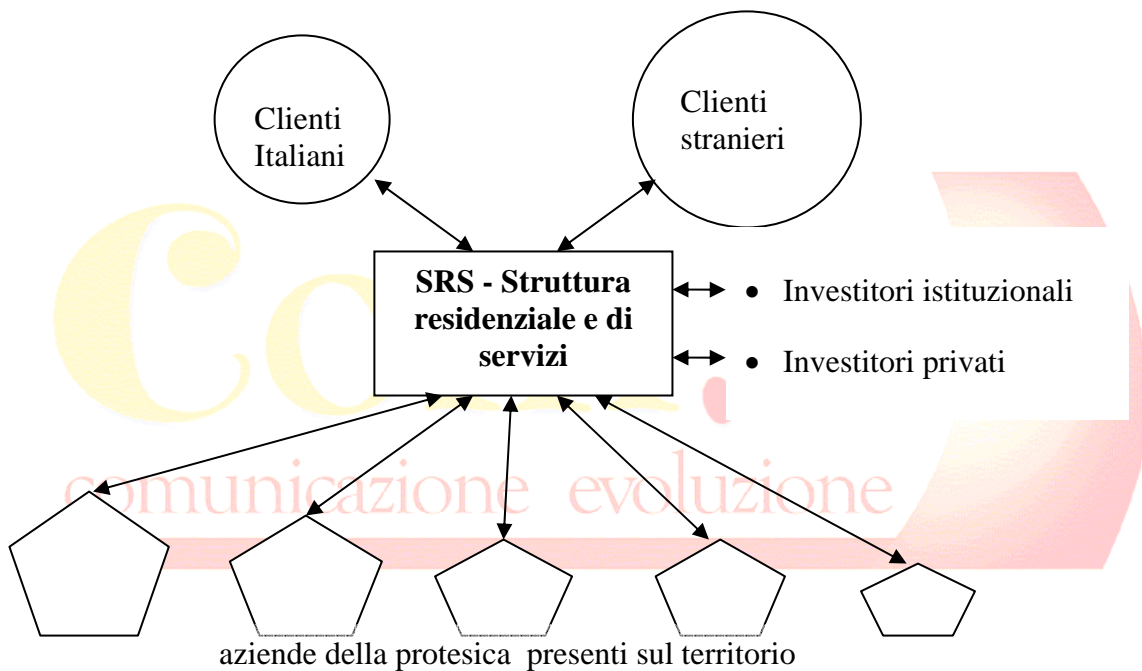 Clienti
Italiani
Clienti
stranieri
SRS - Struttura
residenziale e di
servizi
• Investitori istituzionali
• Investitori privati
comunicazione evoluzione
aziende della protesica presenti sul territorio